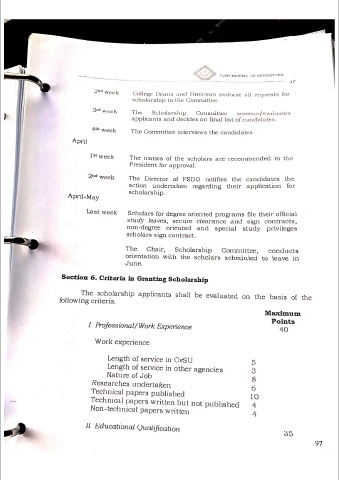 CVSU MANUAL OF OPERATIONS
97
2nd week College Deans and Directors endorse all requests for
scholarship to the Committee.
3rd week The Scholarship Committee screens/evaluates
applicants and decides on final list of candidates.
4th week The Committee interviews the candidates.
April
1st week The names of the scholars are recommended to the
President for approval.
2nd week The Director of FSDO notifies the candidates the
action undertaken regarding their application for
scholarship.
April-May
Last week Scholars for degree oriented programs file their official
study leaves, secure clearance and sign contracts,
non-degree oriented and special study privileges
scholars sign contract.
The Chair, Scholarship Committee, conducts
orientation with the scholars scheduled to leave in
June.
Section 6. Criteria in Granting Scholarship
The scholarship applicants shall be evaluated on the basis of the
following criteria.
Maximum
Points
I. Professional/Work Experience 40
Work experience
Length of service in CvSU 5
Length of service in other agencies 3
Nature of Job 8
Researches undertaken 6
Technical papers published 10
Technical papers written but not published 4
Non-technical papers written 4
II. Educational Qualification 35
97